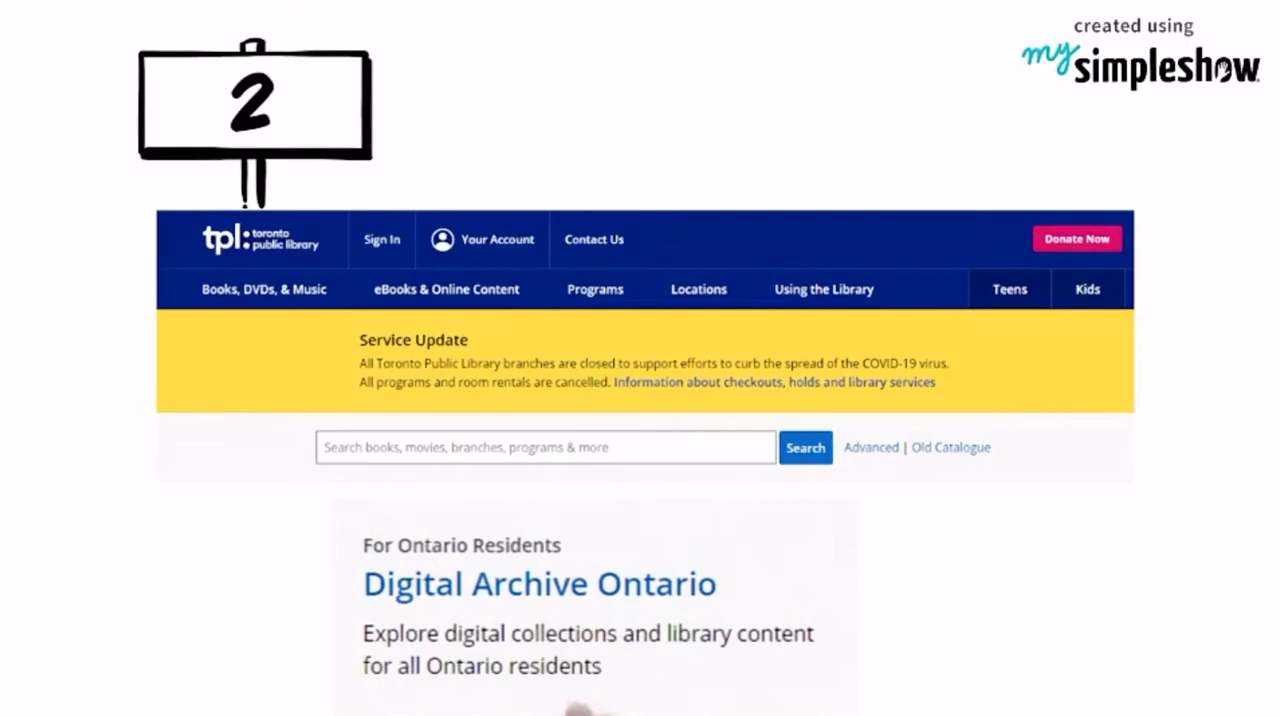 created using
my simpleshow
2
tpl: toronto public library
Sign In
Your Account
Contact Us
Donate Now
Books, DVDs, & Music
eBooks & Online Content
Programs
Locations
Using the Library
Teens
Kids
Service Update
All Toronto Public Library branches are closed to support efforts to curb the spread of the COVID-19 virus.
All programs and room rentals are cancelled. Information about checkouts, holds and library services
Search books, movies, branches, programs & more
Search
Advanced | Old Catalogue
For Ontario Residents
Digital Archive Ontario
Explore digital collections and library content
for all Ontario residents